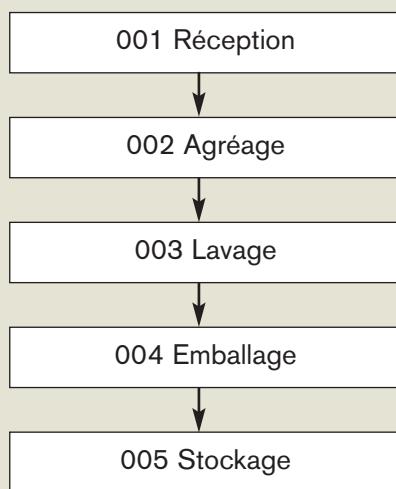 001 Réception
002 Agréage
003 Lavage
004 Emballage
005 Stockage